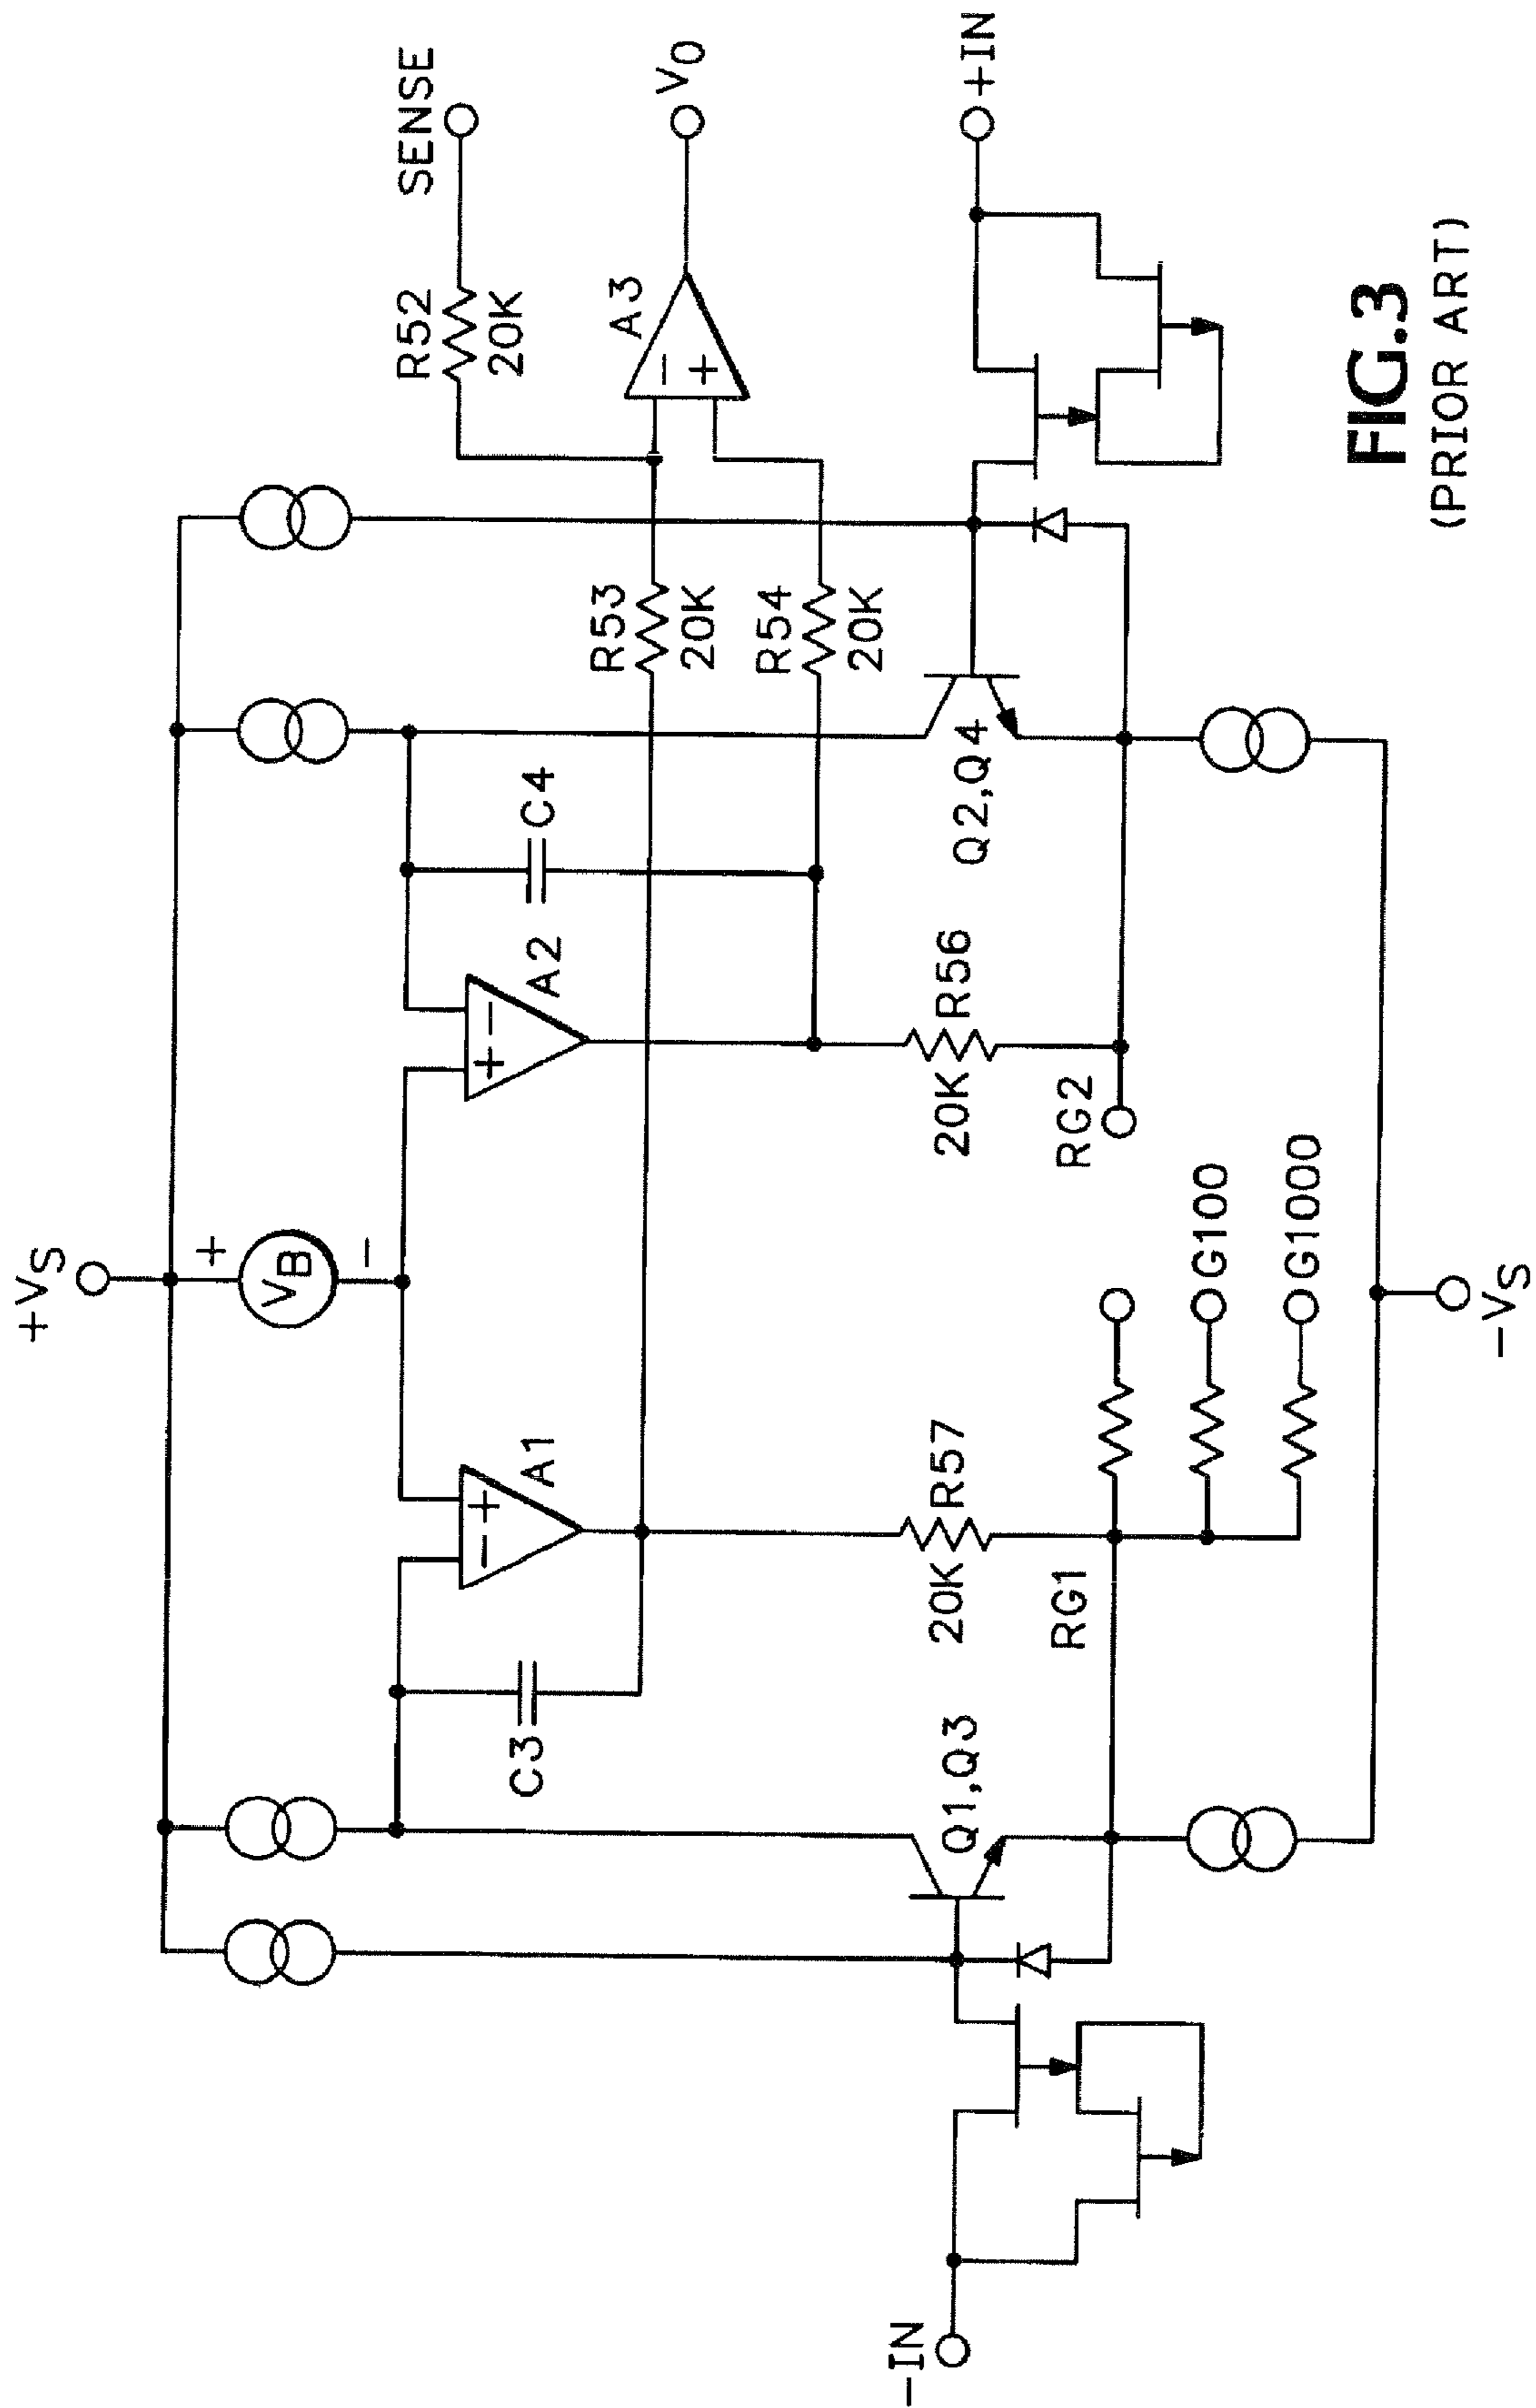 +VS
+
VB
−
SENSE
R52
20K
A3
−
+
VO
R53
20K
R54
20K
C4
A2
+
−
A1
−
+
C3
R56
20K
RG2
R57
20K
RG1
G100
G1000
Q1,Q3
Q2,Q4
−IN
+IN
−VS
FIG.3
(PRIOR ART)